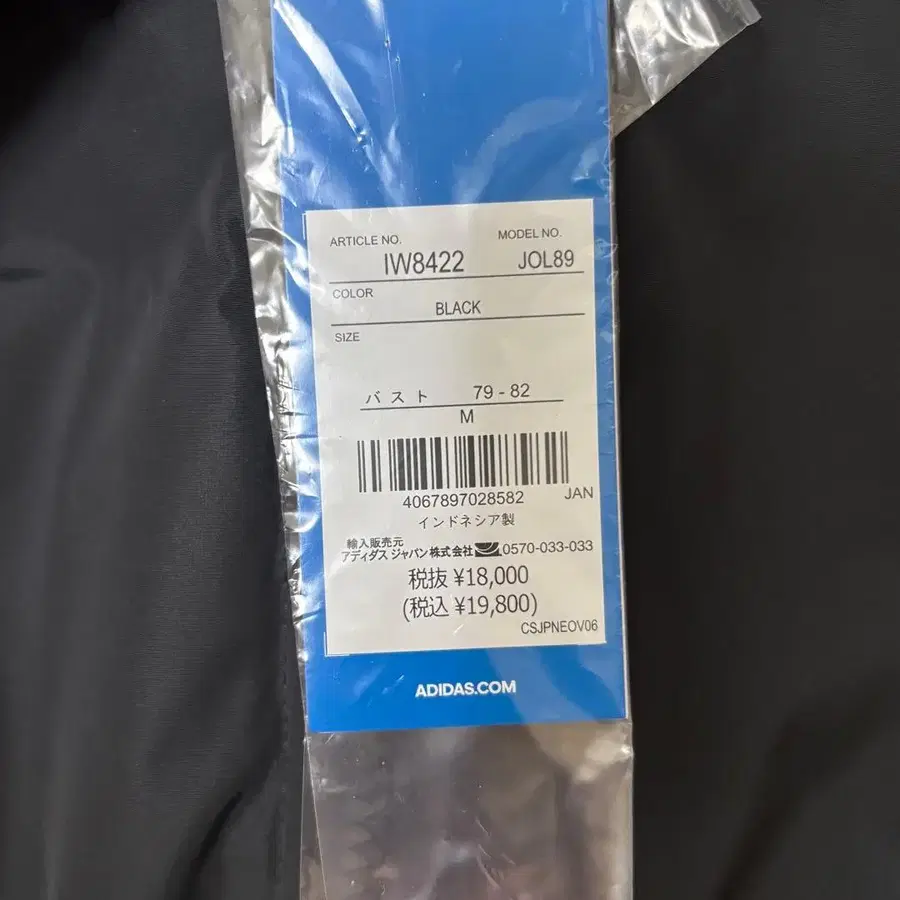 ARTICLE NO. MODEL NO.
IW8422 JOL89
COLOR
BLACK
SIZE
バスト 79-82
M
4067897028582 JAN
インドネシア製
輸入販売元
アディダス ジャパン株式会社 0570-033-033
税抜 ¥18,000
(税込 ¥19,800)
CSJPNEOV06
ADIDAS.COM